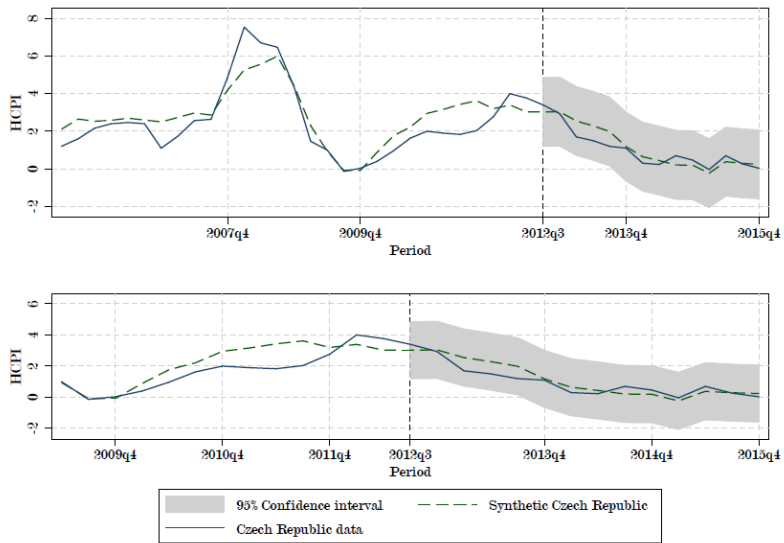 8
6
4
2
0
-2
HCPI
2007q4 2009q4 2012q3 2013q4 2015q4
Period
6
4
2
0
-2
HCPI
2009q4 2010q4 2011q4 2012q3 2013q4 2014q4 2015q4
Period
95% Confidence interval Synthetic Czech Republic
Czech Republic data